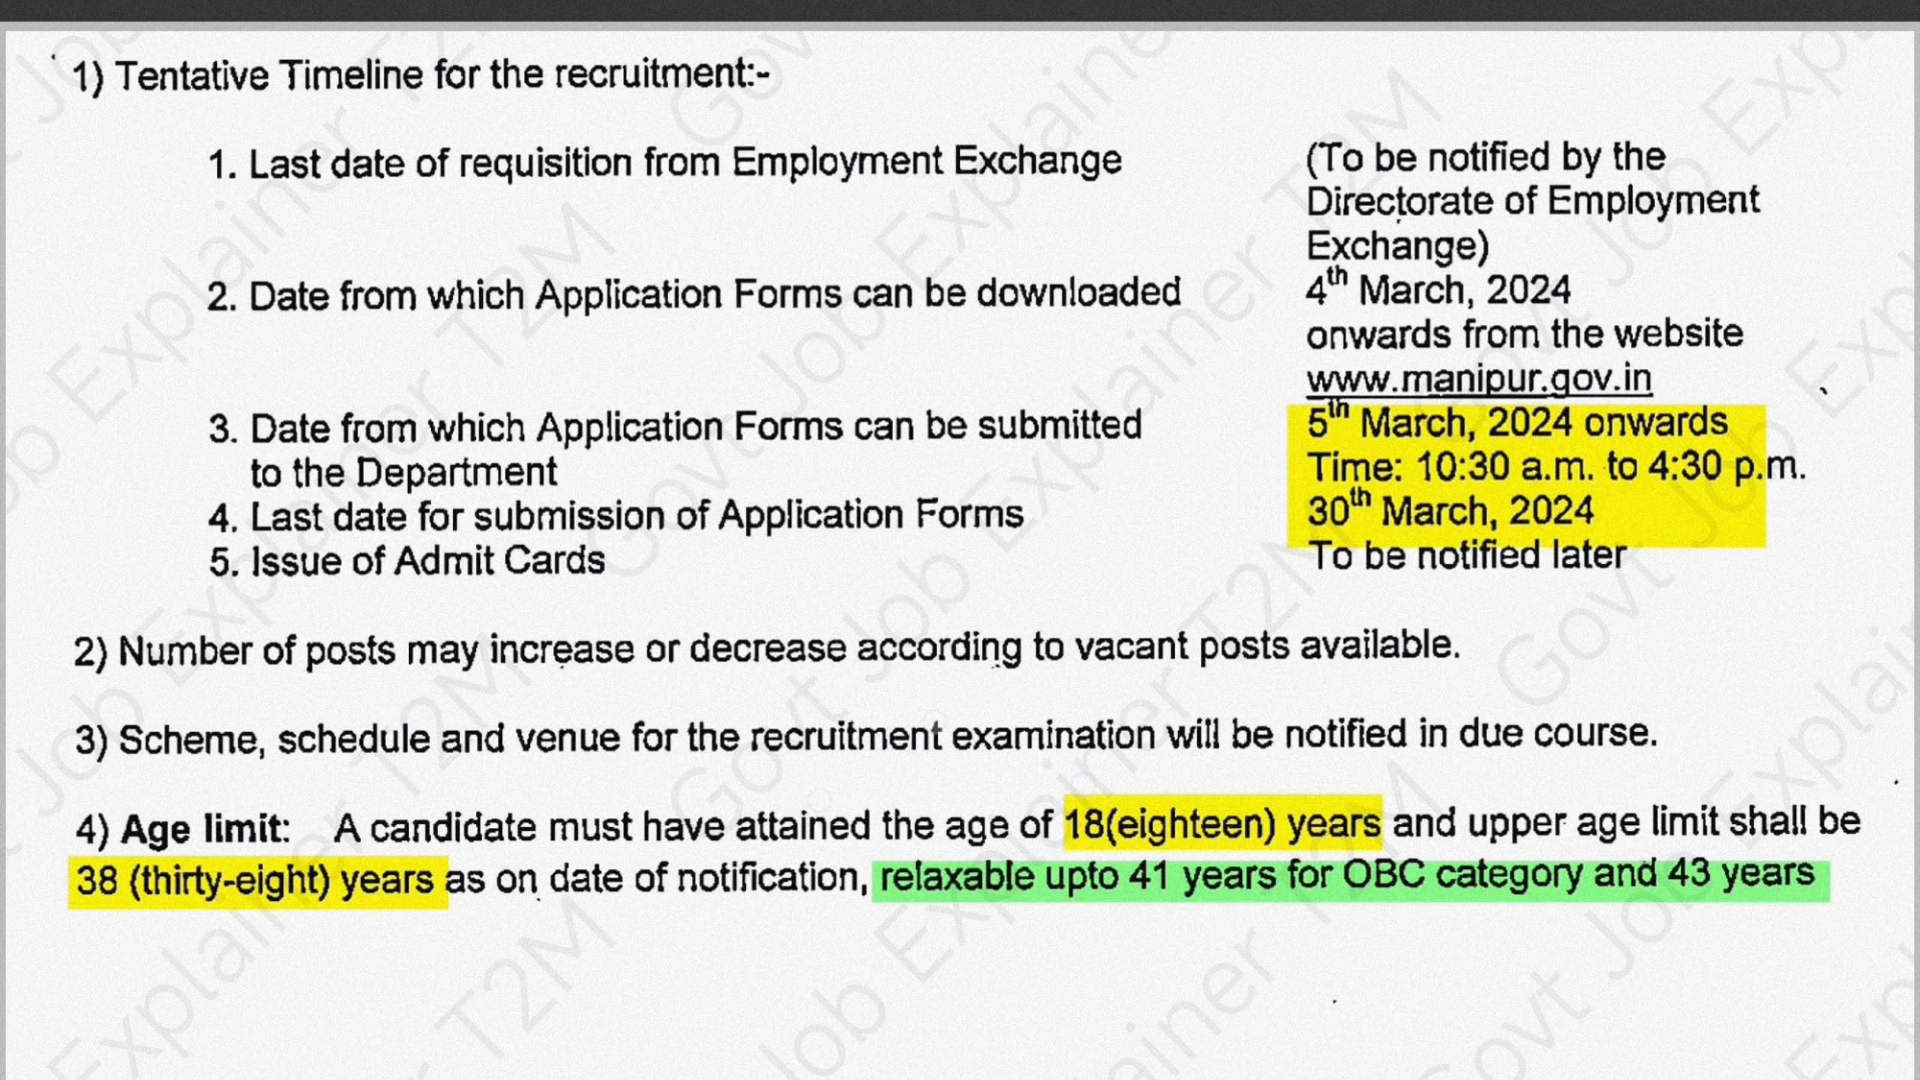 1) Tentative Timeline for the recruitment:-
1. Last date of requisition from Employment Exchange
(To be notified by the
Directorate of Employment
Exchange)
2. Date from which Application Forms can be downloaded
4th March, 2024
onwards from the website
www.manipur.gov.in
3. Date from which Application Forms can be submitted
to the Department
5th March, 2024 onwards
Time: 10:30 a.m. to 4:30 p.m.
4. Last date for submission of Application Forms
30th March, 2024
5. Issue of Admit Cards
To be notified later
2) Number of posts may increase or decrease according to vacant posts available.
3) Scheme, schedule and venue for the recruitment examination will be notified in due course.
4) Age limit: A candidate must have attained the age of 18(eighteen) years and upper age limit shall be
38 (thirty-eight) years as on date of notification, relaxable upto 41 years for OBC category and 43 years
Govt Job Explainer T2M